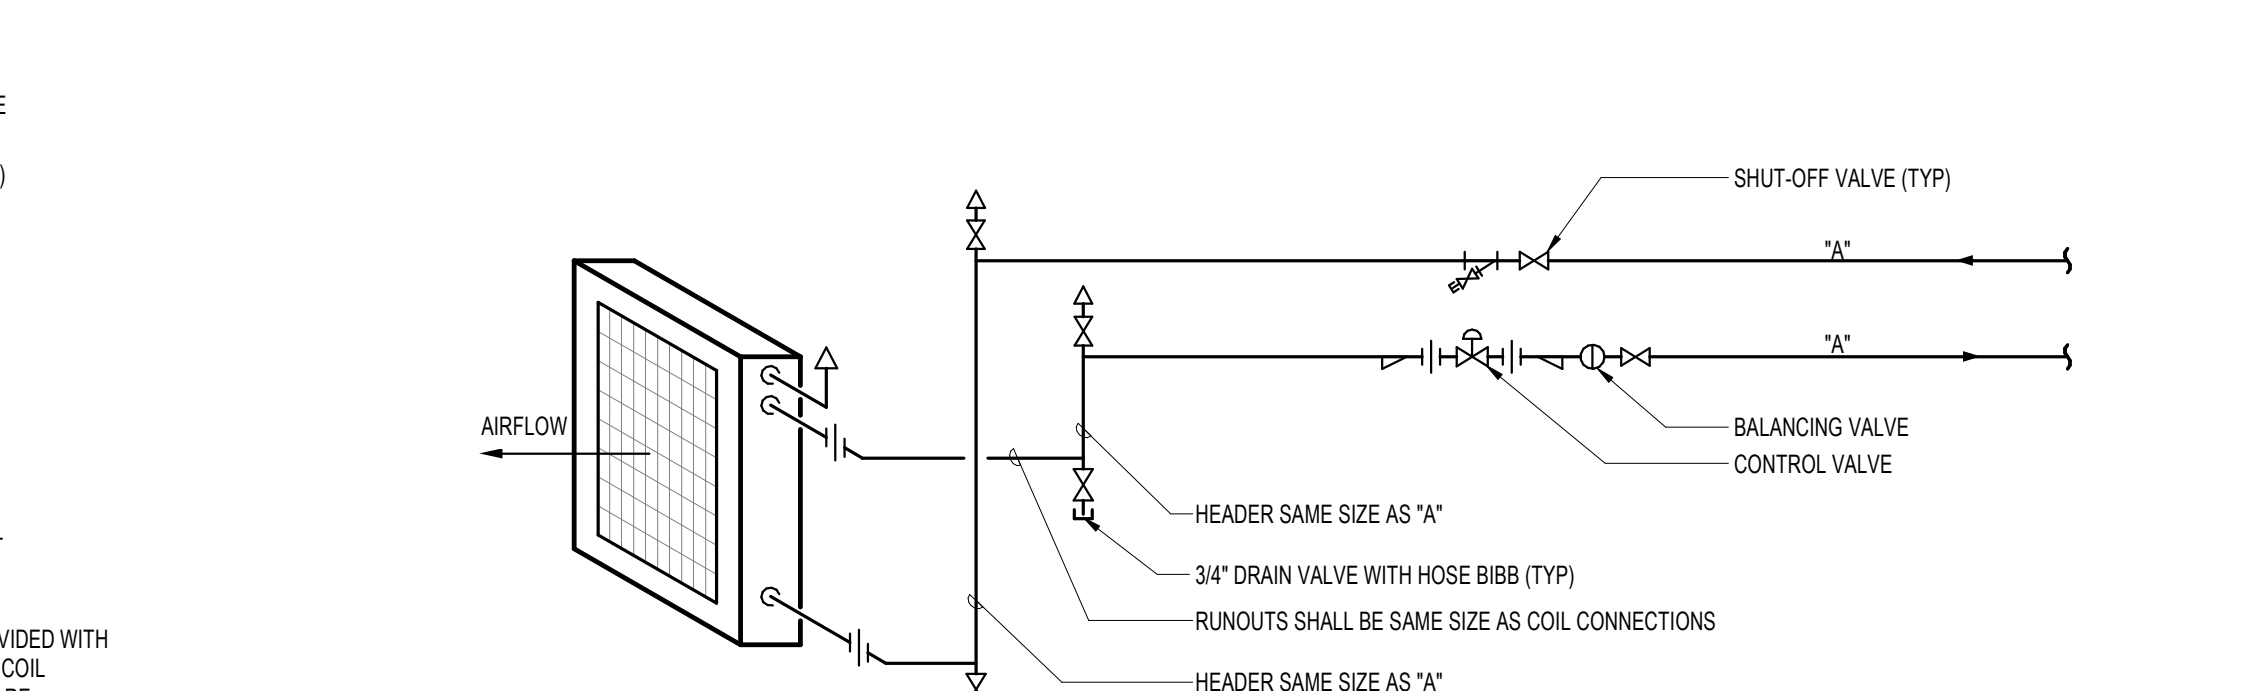 SHUT-OFF VALVE (TYP)
"A"
"A"
AIRFLOW
BALANCING VALVE
CONTROL VALVE
HEADER SAME SIZE AS "A"
3/4" DRAIN VALVE WITH HOSE BIBB (TYP)
RUNOUTS SHALL BE SAME SIZE AS COIL CONNECTIONS
HEADER SAME SIZE AS "A"
E
)
VIDED WITH
COIL